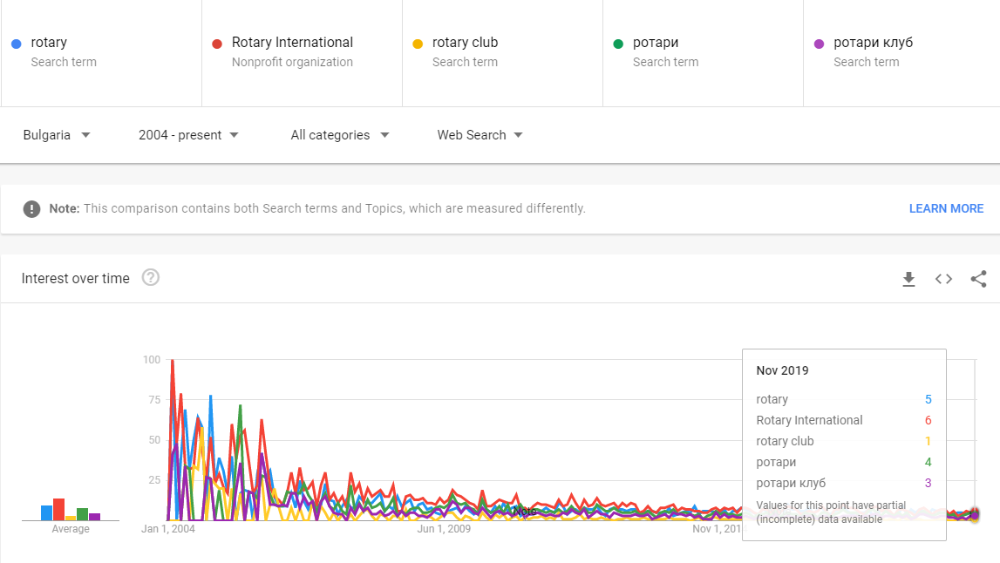 rotary
Search term
Rotary International
Nonprofit organization
rotary club
Search term
ротари
Search term
ротари клуб
Search term
Bulgaria
2004 - present
All categories
Web Search
Note: This comparison contains both Search terms and Topics, which are measured differently.
LEARN MORE
Interest over time
100
75
50
25
Average
Jan 1, 2004
Jun 1, 2009
Nov 1, 201
Note
Nov 2019
rotary 5
Rotary International 6
rotary club 1
ротари 4
ротари клуб 3
Values for this point have partial
(incomplete) data available